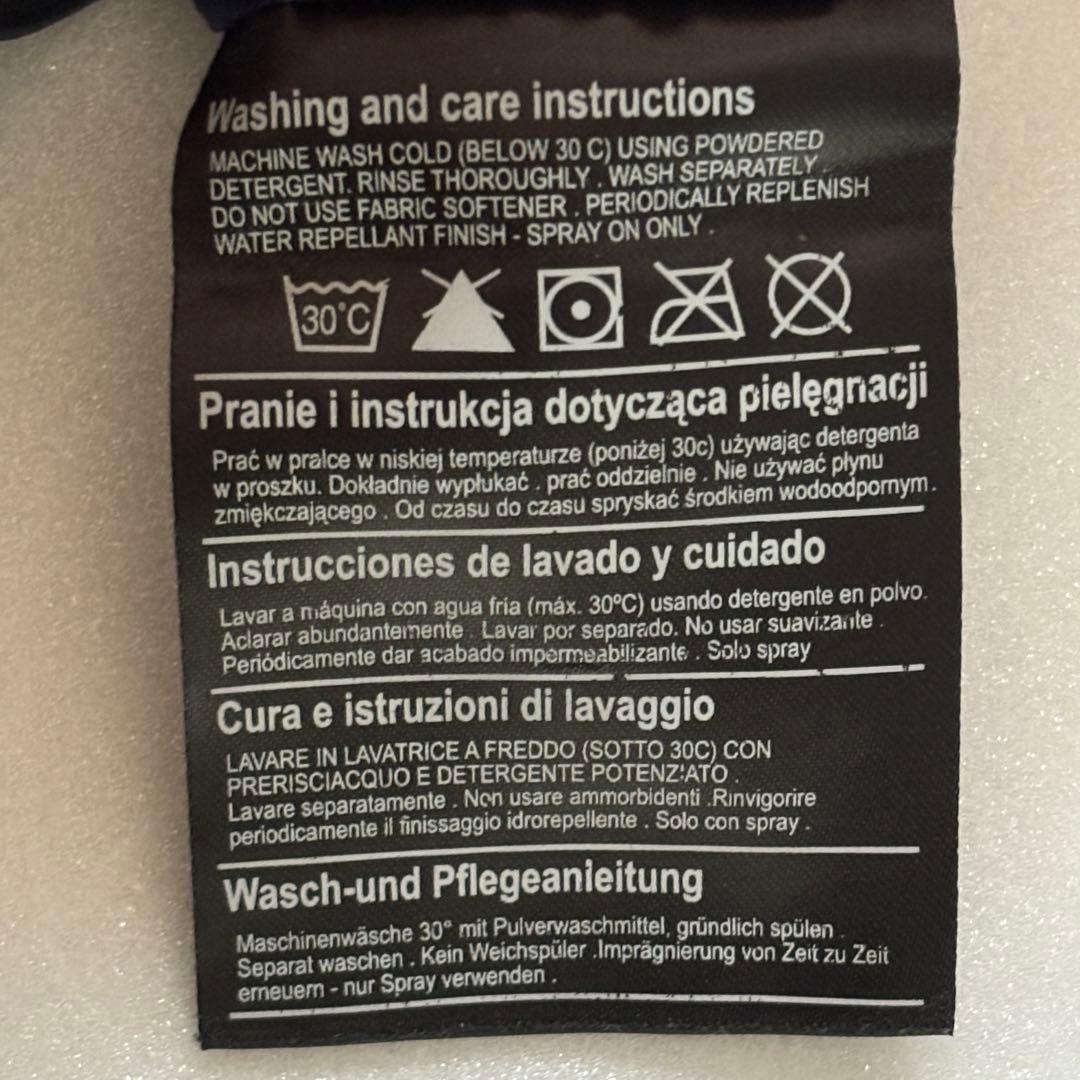 Washing and care instructions
MACHINE WASH COLD (BELOW 30 C) USING POWDERED
DETERGENT. RINSE THOROUGHLY . WASH SEPARATELY .
DO NOT USE FABRIC SOFTENER . PERIODICALLY REPLENISH
WATER REPELLANT FINISH - SPRAY ON ONLY .
30°C
Pranie i instrukcja dotycząca pielęgnacji
Prać w pralce w niskiej temperaturze (poniżej 30c) używając detergenta
w proszku. Dokładnie wypłukać . prać oddzielnie . Nie używać płynu
zmiękczającego . Od czasu do czasu spryskać środkiem wodoodpornym .
Instrucciones de lavado y cuidado
Lavar a máquina con agua fria (máx. 30ºC) usando detergente en polvo.
Aclarar abundantemente . Lavar por separado. No usar suavizante .
Periódicamente dar acabado impermeabilizante . Solo spray
Cura e istruzioni di lavaggio
LAVARE IN LAVATRICE A FREDDO (SOTTO 30C) CON
PRERISCIACQUO E DETERGENTE POTENZIATO .
Lavare separatamente . Non usare ammorbidenti .Rinvigorire
periodicamente il finissaggio idrorepellente . Solo con spray .
Wasch-und Pflegeanleitung
Maschinenwäsche 30° mit Pulverwaschmittel, gründlich spülen .
Separat waschen . Kein Weichspüler .Imprägnierung von Zeit zu Zeit
erneuern - nur Spray verwenden .